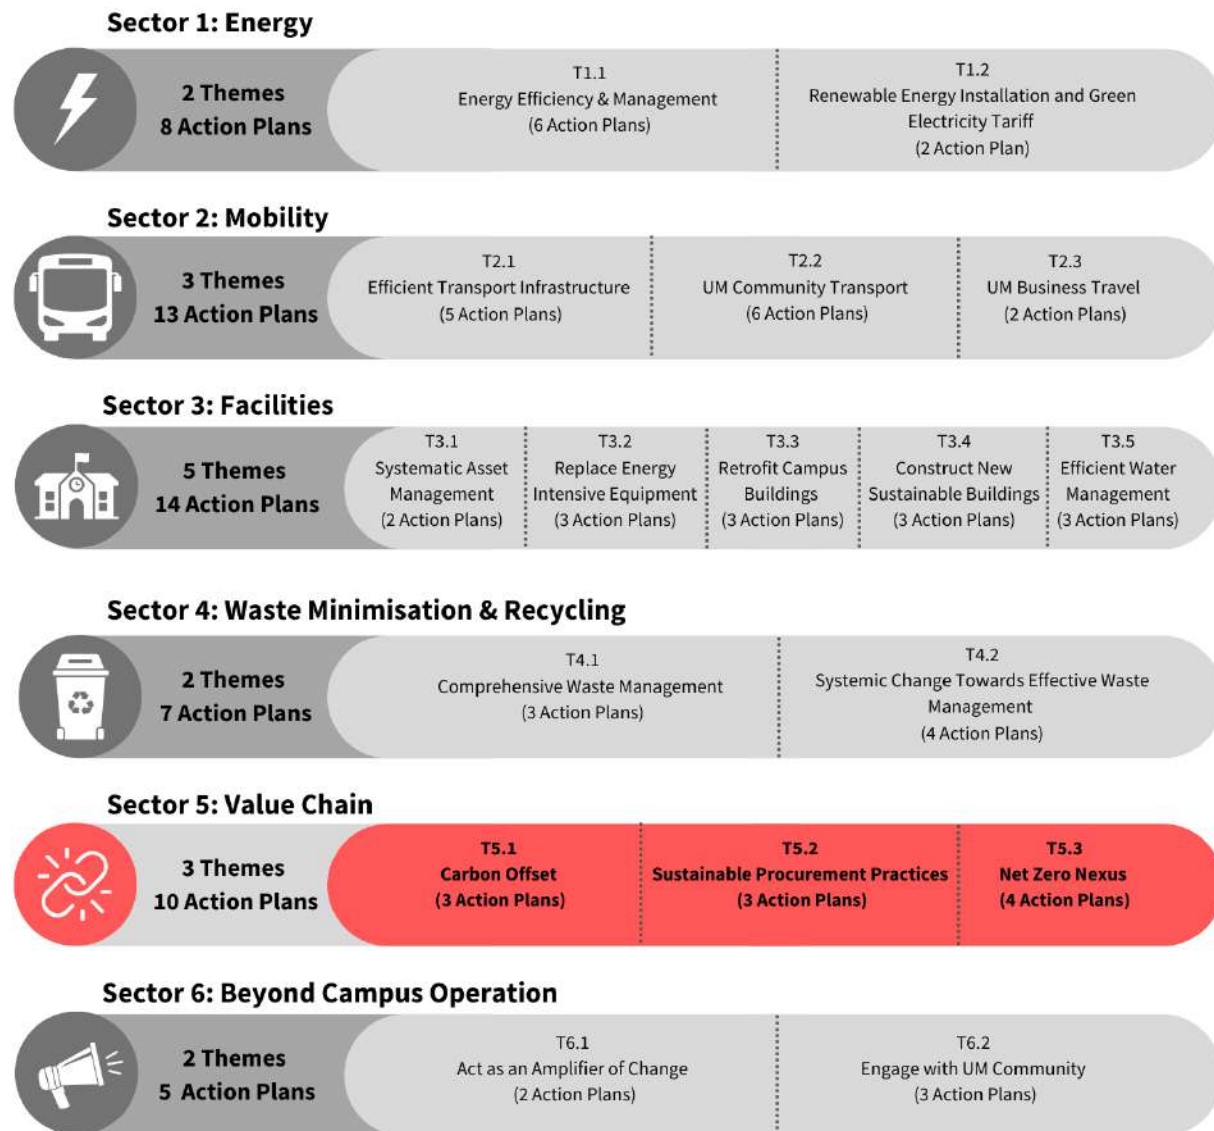 Sector 1: Energy
2 Themes
8 Action Plans
T1.1
Energy Efficiency & Management
(6 Action Plans)
T1.2
Renewable Energy Installation and Green
Electricity Tariff
(2 Action Plan)
Sector 2: Mobility
3 Themes
13 Action Plans
T2.1
Efficient Transport Infrastructure
(5 Action Plans)
T2.2
UM Community Transport
(6 Action Plans)
T2.3
UM Business Travel
(2 Action Plans)
Sector 3: Facilities
5 Themes
14 Action Plans
T3.1
Systematic Asset
Management
(2 Action Plans)
T3.2
Replace Energy
Intensive Equipment
(3 Action Plans)
T3.3
Retrofit Campus
Buildings
(3 Action Plans)
T3.4
Construct New
Sustainable Buildings
(3 Action Plans)
T3.5
Efficient Water
Management
(3 Action Plans)
Sector 4: Waste Minimisation & Recycling
2 Themes
7 Action Plans
T4.1
Comprehensive Waste Management
(3 Action Plans)
T4.2
Systemic Change Towards Effective Waste
Management
(4 Action Plans)
Sector 5: Value Chain
3 Themes
10 Action Plans
T5.1
Carbon Offset
(3 Action Plans)
T5.2
Sustainable Procurement Practices
(3 Action Plans)
T5.3
Net Zero Nexus
(4 Action Plans)
Sector 6: Beyond Campus Operation
2 Themes
5 Action Plans
T6.1
Act as an Amplifier of Change
(2 Action Plans)
T6.2
Engage with UM Community
(3 Action Plans)